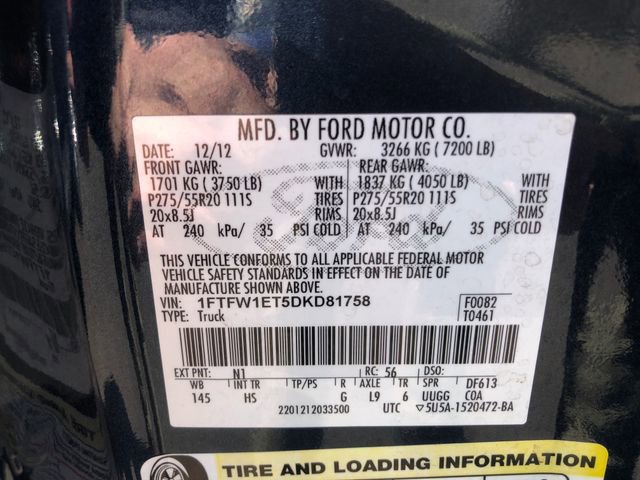 MFD. BY FORD MOTOR CO.
DATE: 12/12 GVWR: 3266 KG ( 7200 LB)
FRONT GAWR: REAR GAWR:
1701 KG ( 3750 LB) WITH 1837 KG ( 4050 LB) WITH
P275/55R20 111S TIRES P275/55R20 111S TIRES
20x8.5J RIMS 20x8.5J RIMS
AT 240 kPa/ 35 PSI COLD AT 240 kPa/ 35 PSI COLD
Ford
THIS VEHICLE CONFORMS TO ALL APPLICABLE FEDERAL MOTOR
VEHICLE SAFETY STANDARDS IN EFFECT ON THE DATE OF
MANUFACTURE SHOWN ABOVE.
VIN: 1FTFW1ET5DKD81758 F0082
TYPE: Truck T0461
EXT PNT: N1 RC: 56 DSO:
WB INT TR TP/PS R AXLE TR SPR DF613
145 HS G L9 6 UUGG COA
2201212033500 UTC ▽5U5A-1520472-BA
TIRE AND LOADING INFORMATION